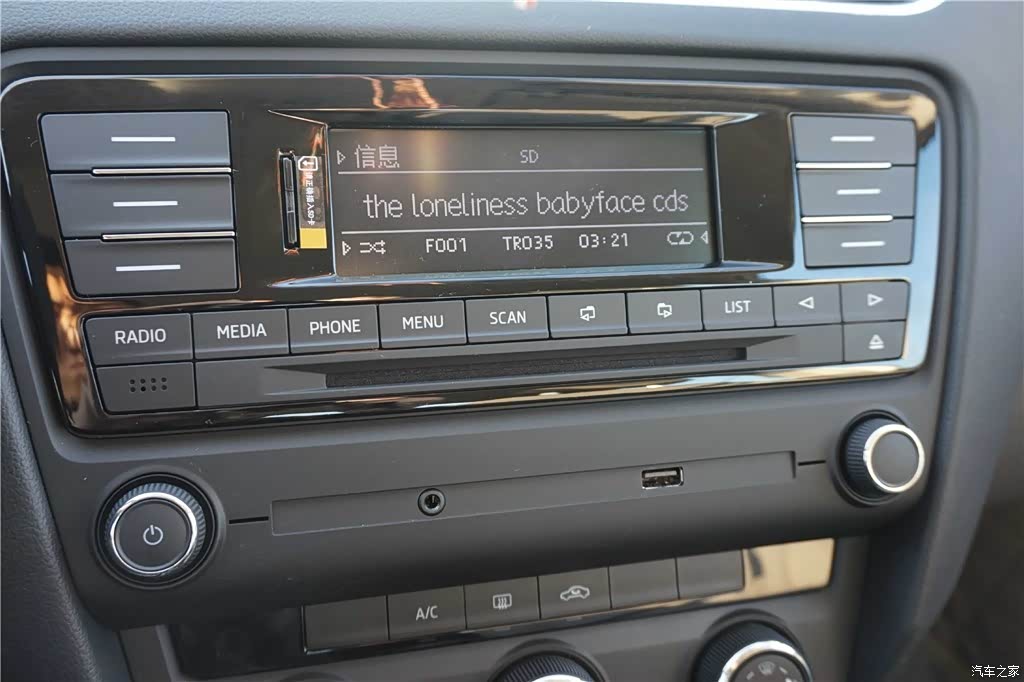 信息 SD
the loneliness babyface cds
F001 TR035 03:21
RADIO MEDIA PHONE MENU SCAN LIST
A/C
汽车之家